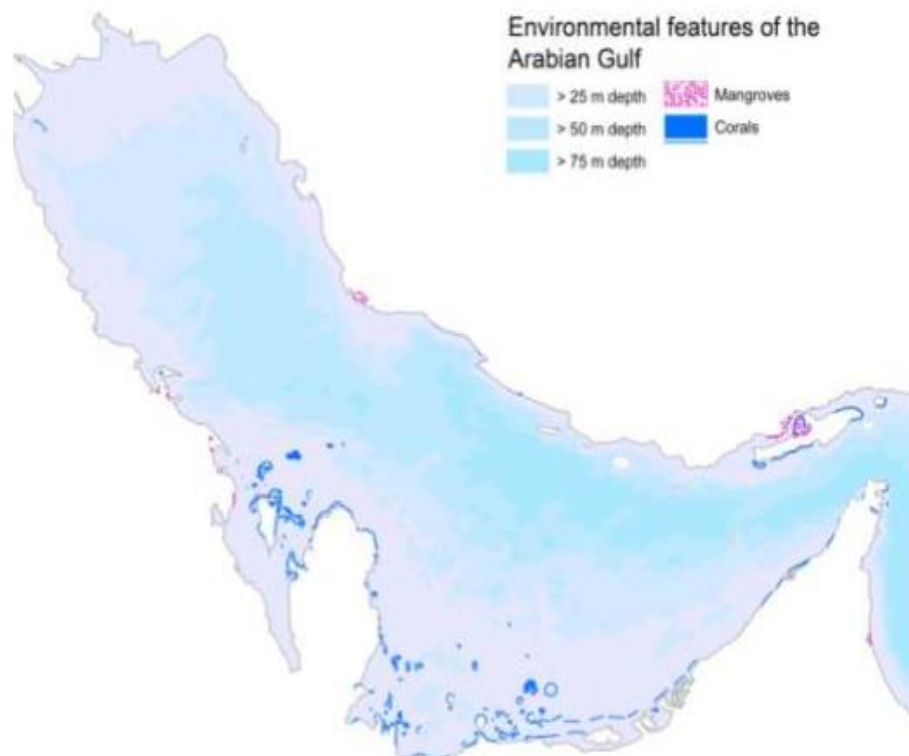 Environmental features of the
Arabian Gulf
> 25 m depth
Mangroves
> 50 m depth
Corals
> 75 m depth